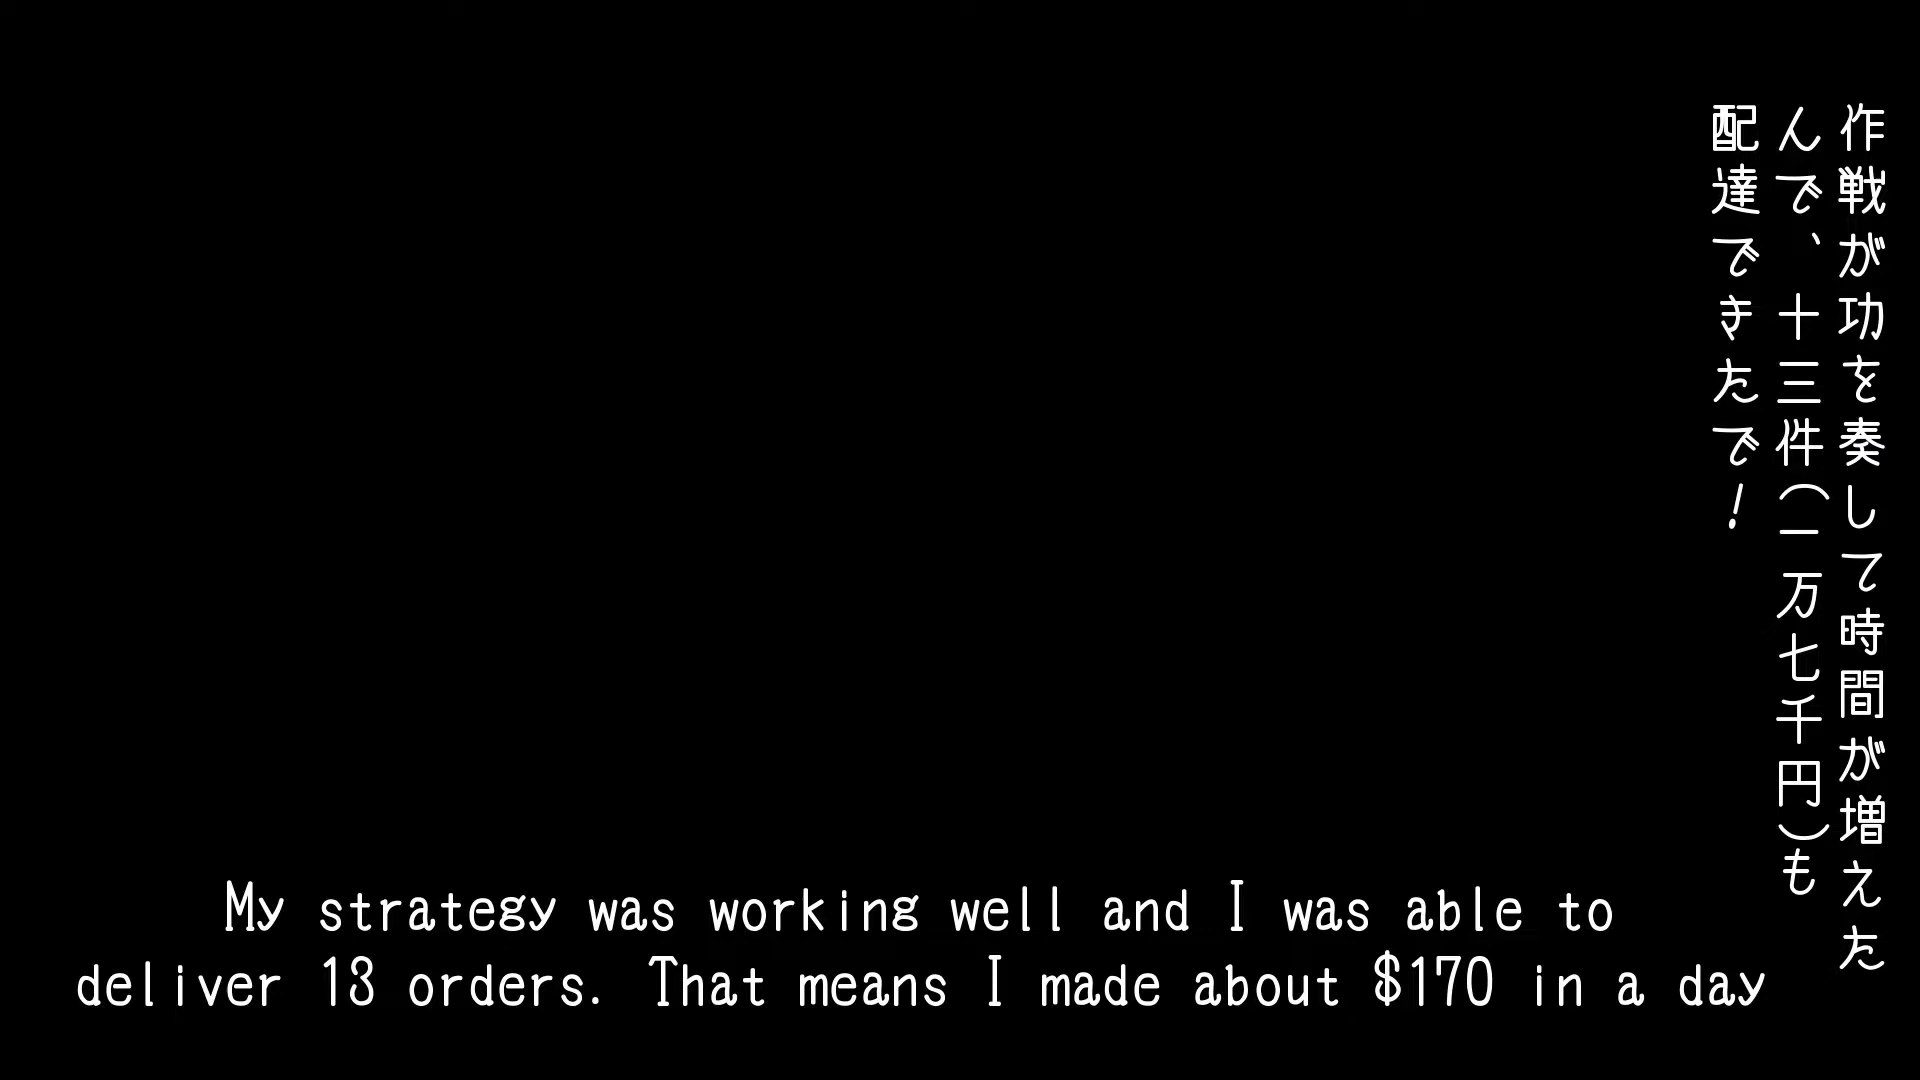 作戦が功を奏して時間が増えた
んで、十三件(一万七千円)も
配達できたで!
My strategy was working well and I was able to
deliver 13 orders. That means I made about $170 in a day